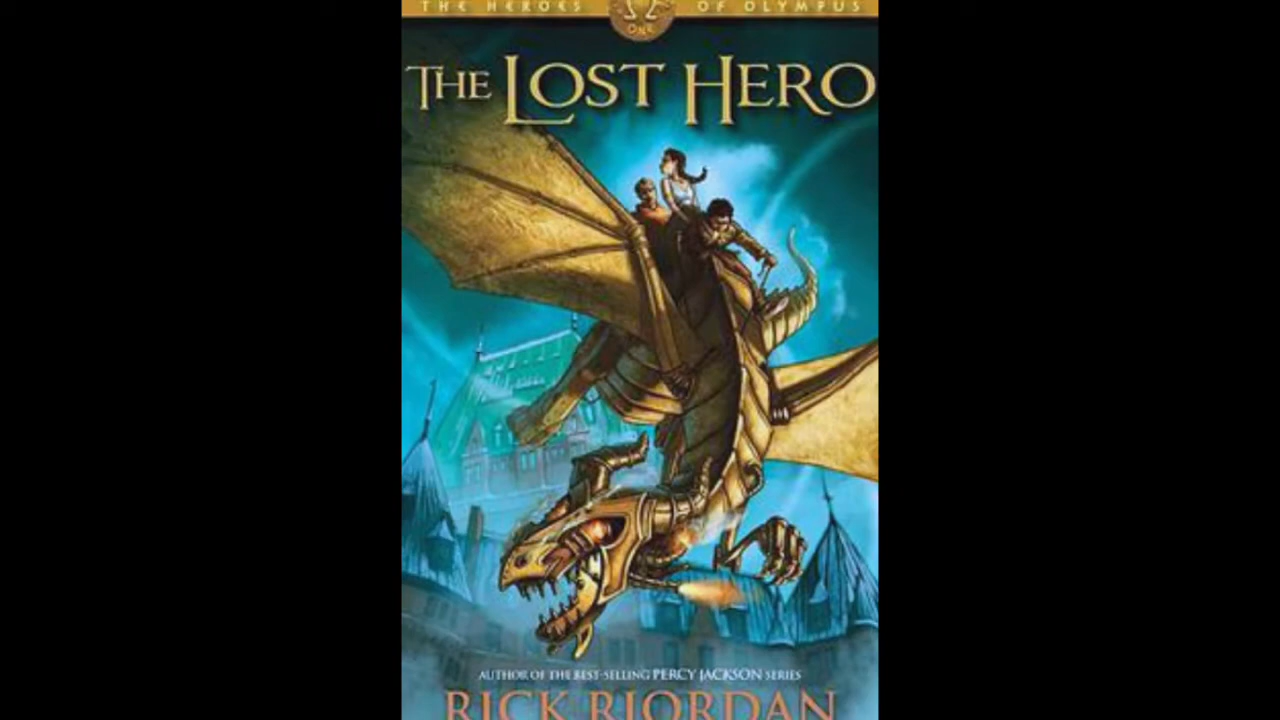 THE HEROES OF OLYMPUS
ONE
THE LOST HERO
AUTHOR OF THE BEST-SELLING PERCY JACKSON SERIES
RICK RIORDAN